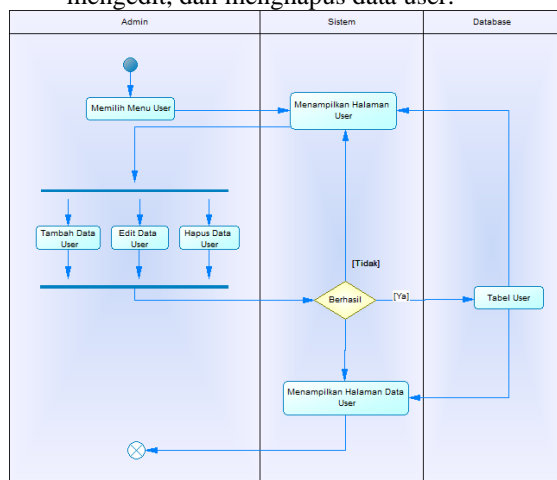 mengedit, dan menghapus data user.
Admin
Sistem
Database
Memilih Menu User
Menampilkan Halaman
User
Tambah Data
User
Edit Data
User
Hapus Data
User
[Tidak]
Berhasil
[Ya]
Tabel User
Menampilkan Halaman Data
User